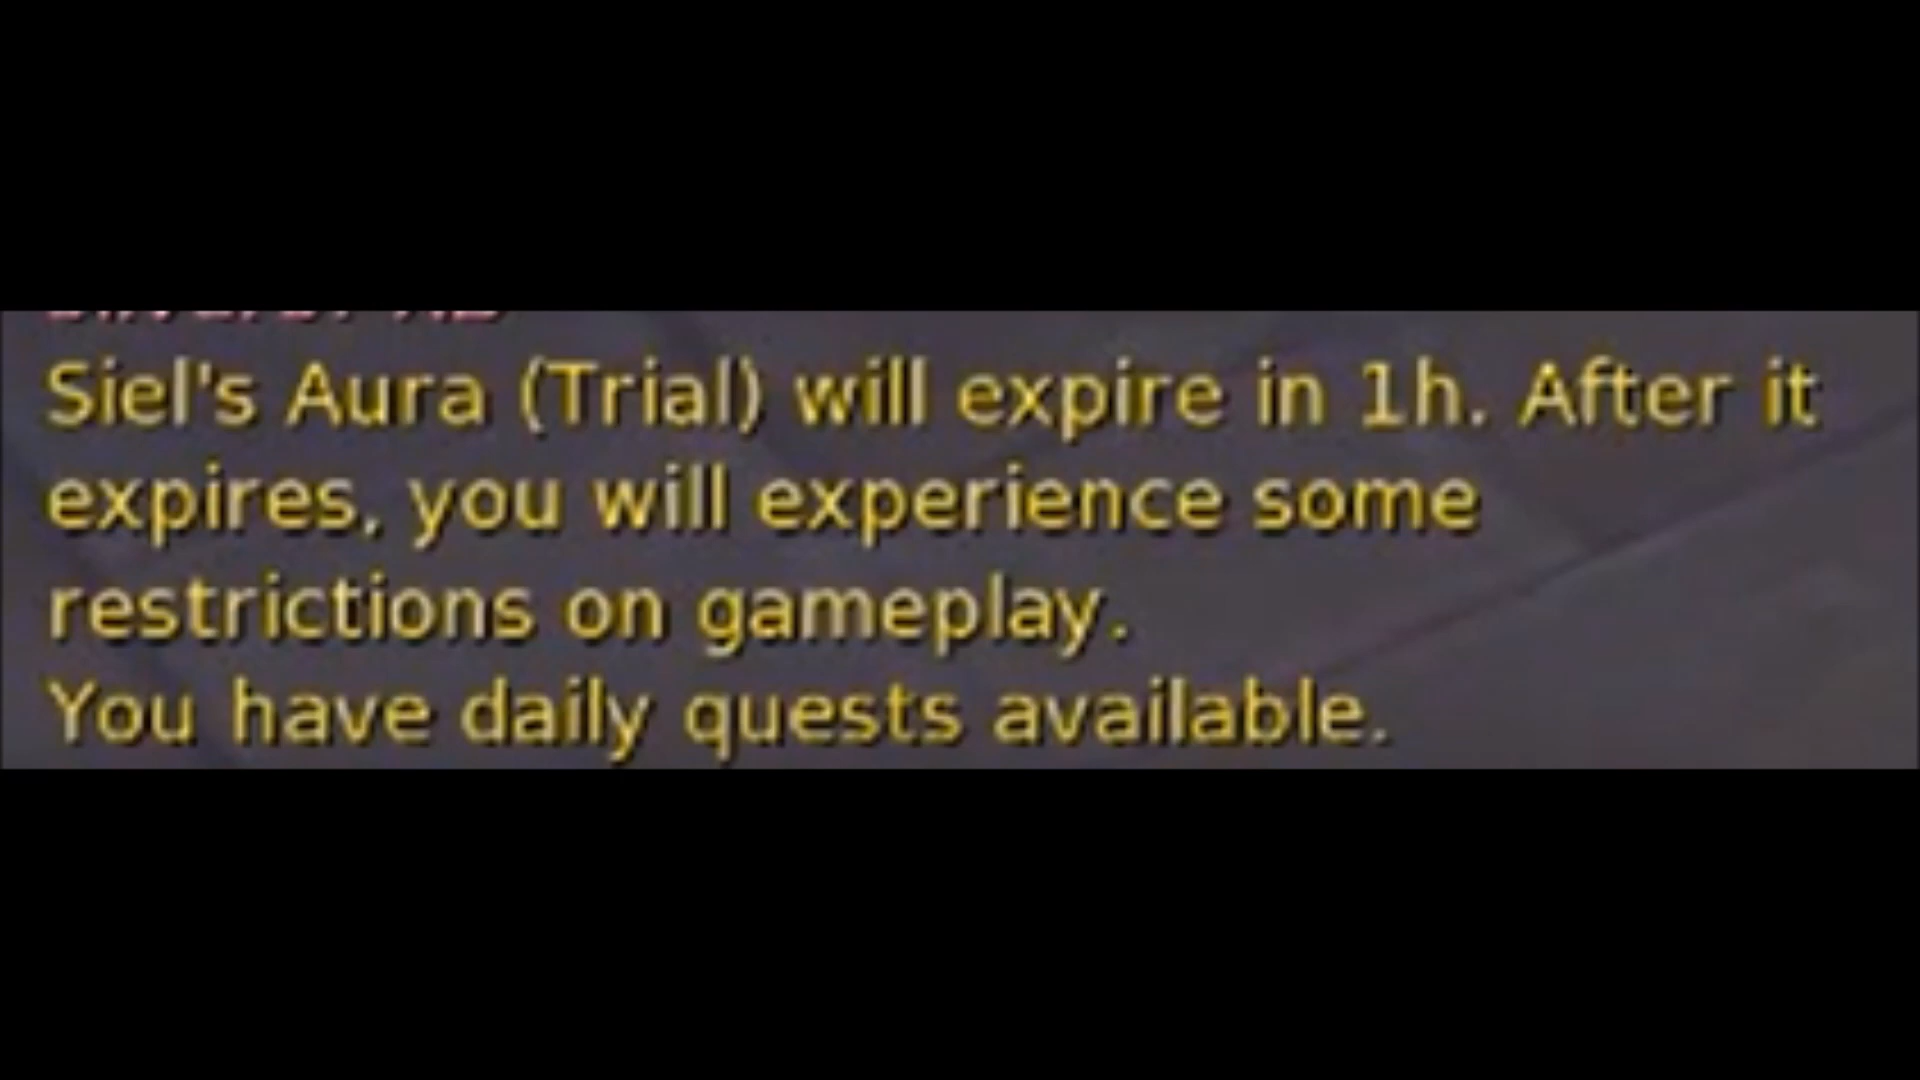 Siel's Aura (Trial) will expire in 1h. After it
expires, you will experience some
restrictions on gameplay.
You have daily quests available.